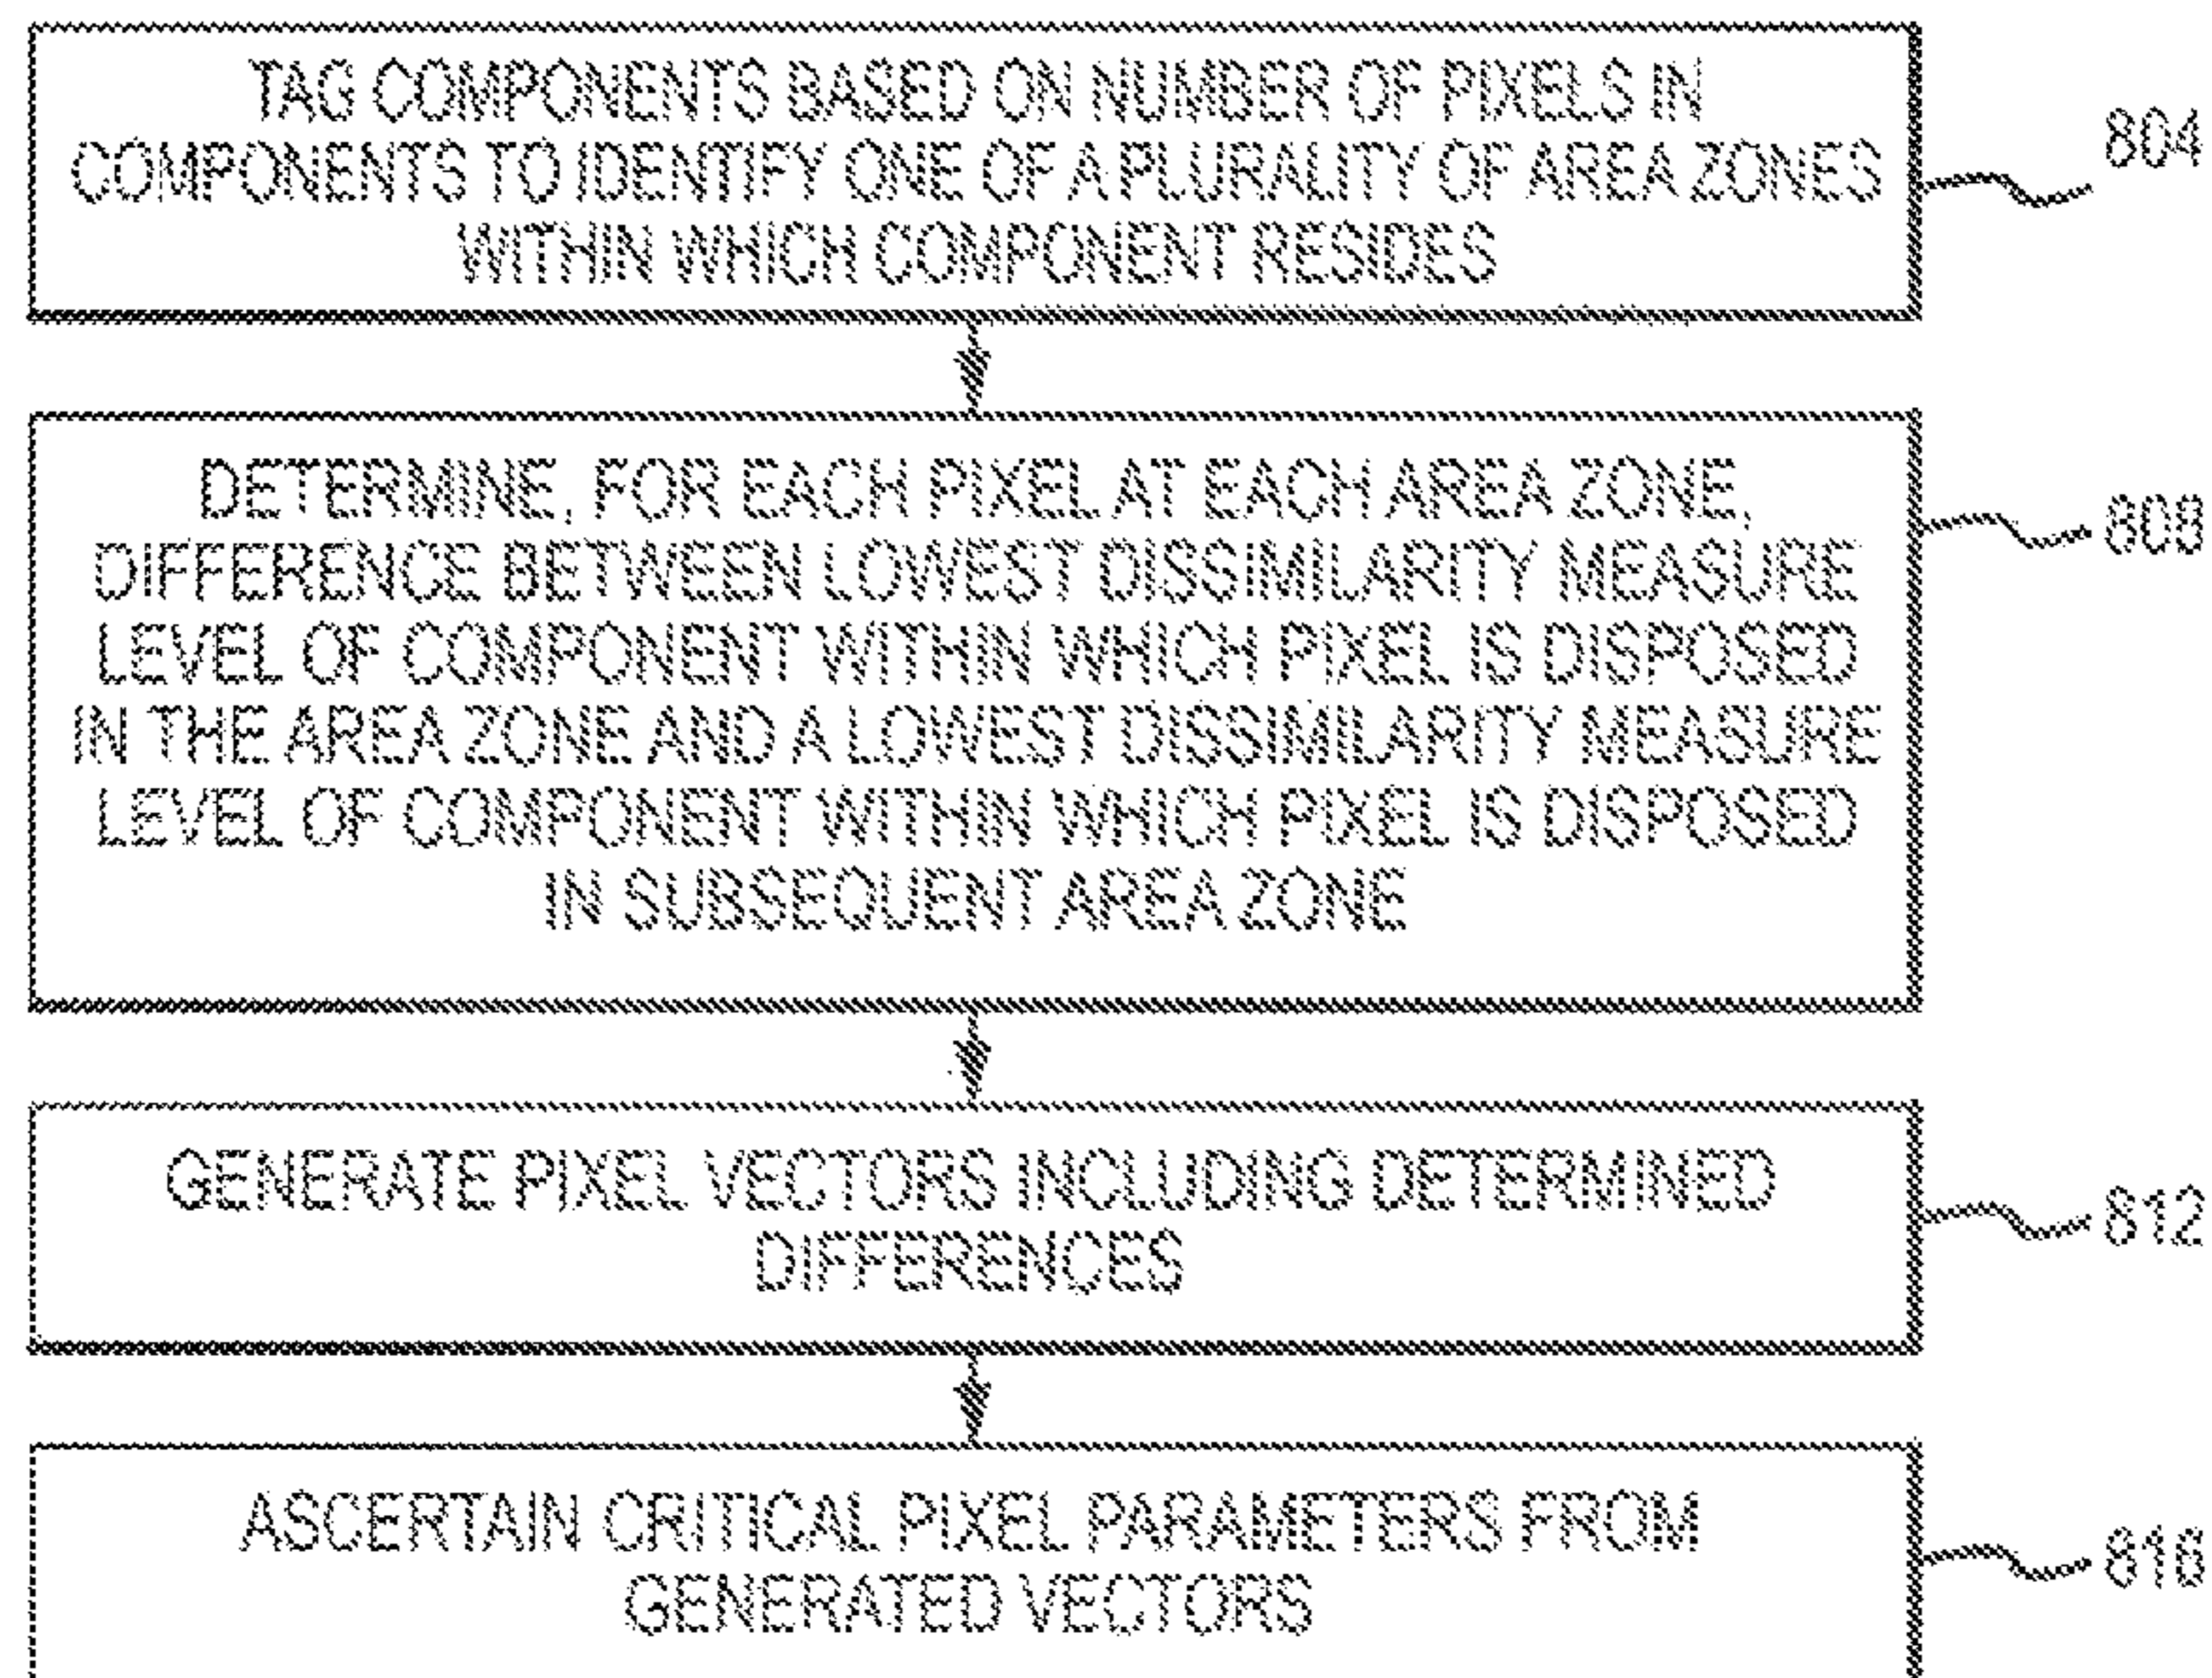 TAG COMPONENTS BASED ON NUMBER OF PIXELS IN
COMPONENTS TO IDENTIFY ONE OF A PLURALITY OF AREA ZONES
WITHIN WHICH COMPONENT RESIDES
804
DETERMINE, FOR EACH PIXEL AT EACH AREA ZONE,
DIFFERENCE BETWEEN LOWEST DISSIMILARITY MEASURE
LEVEL OF COMPONENT WITHIN WHICH PIXEL IS DISPOSED
IN THE AREA ZONE AND A LOWEST DISSIMILARITY MEASURE
LEVEL OF COMPONENT WITHIN WHICH PIXEL IS DISPOSED
IN SUBSEQUENT AREA ZONE
808
GENERATE PIXEL VECTORS INCLUDING DETERMINED
DIFFERENCES
812
ASCERTAIN CRITICAL PIXEL PARAMETERS FROM
GENERATED VECTORS
816